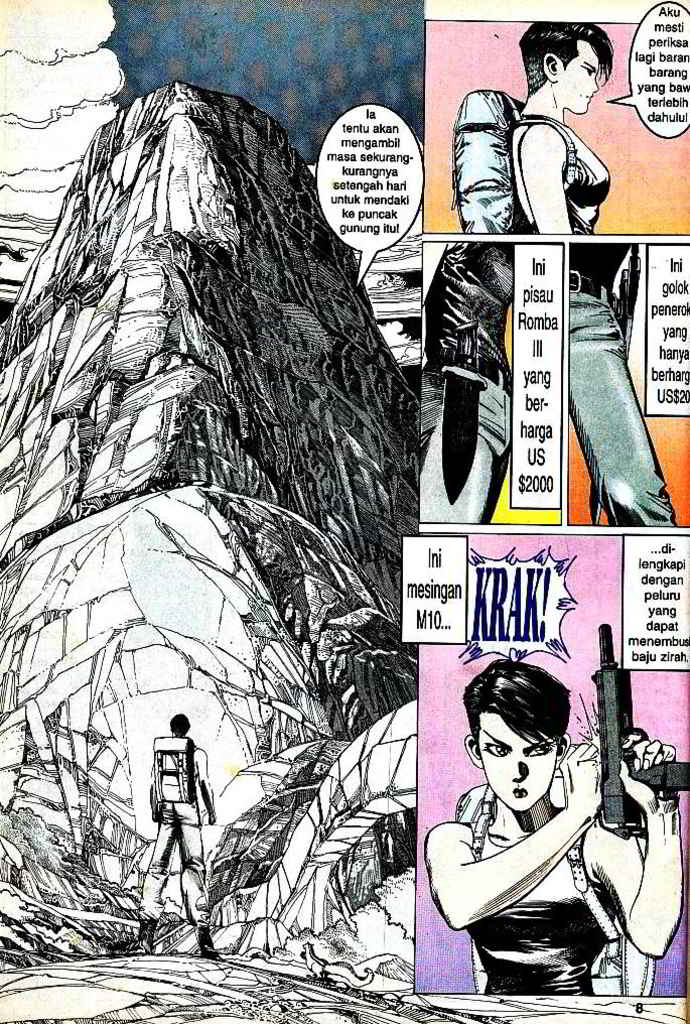 Ia
tentu akan
mengambil
masa sekurang-
kurangnya
setengah hari
untuk mendaki
ke puncak
gunung itu!
Aku
mesti
periksa
lagi baran
barang
yang baw
terlebih
dahulu!
Ini
pisau
Romba
III
yang
ber-
harga
US
$2000
Ini
golok
penerok
yang
hanya
berharg
US$20
Ini
mesingan
M10...
KRAK!
...di-
lengkapi
dengan
peluru
yang
dapat
menembus
baju zirah.
8